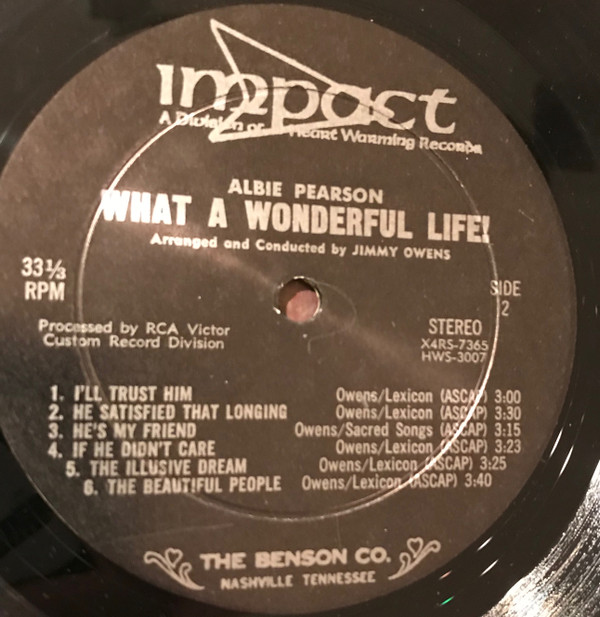 impact
A Division of Heart Warming Records
ALBIE PEARSON
WHAT A WONDERFUL LIFE!
Arranged and Conducted by JIMMY OWENS
33⅓
RPM
SIDE
2
Processed by RCA Victor
Custom Record Division
STEREO
X4RS-7365
HWS-3007
1. I'LL TRUST HIM Owens/Lexicon (ASCAP) 3:00
2. HE SATISFIED THAT LONGING Owens/Lexicon (ASCAP) 3:30
3. HE'S MY FRIEND Owens/Sacred Songs (ASCAP) 3:15
4. IF HE DIDN'T CARE Owens/Lexicon (ASCAP) 3:23
5. THE ILLUSIVE DREAM Owens/Lexicon (ASCAP) 3:25
6. THE BEAUTIFUL PEOPLE Owens/Lexicon (ASCAP) 3:40
THE BENSON CO.
NASHVILLE TENNESSEE